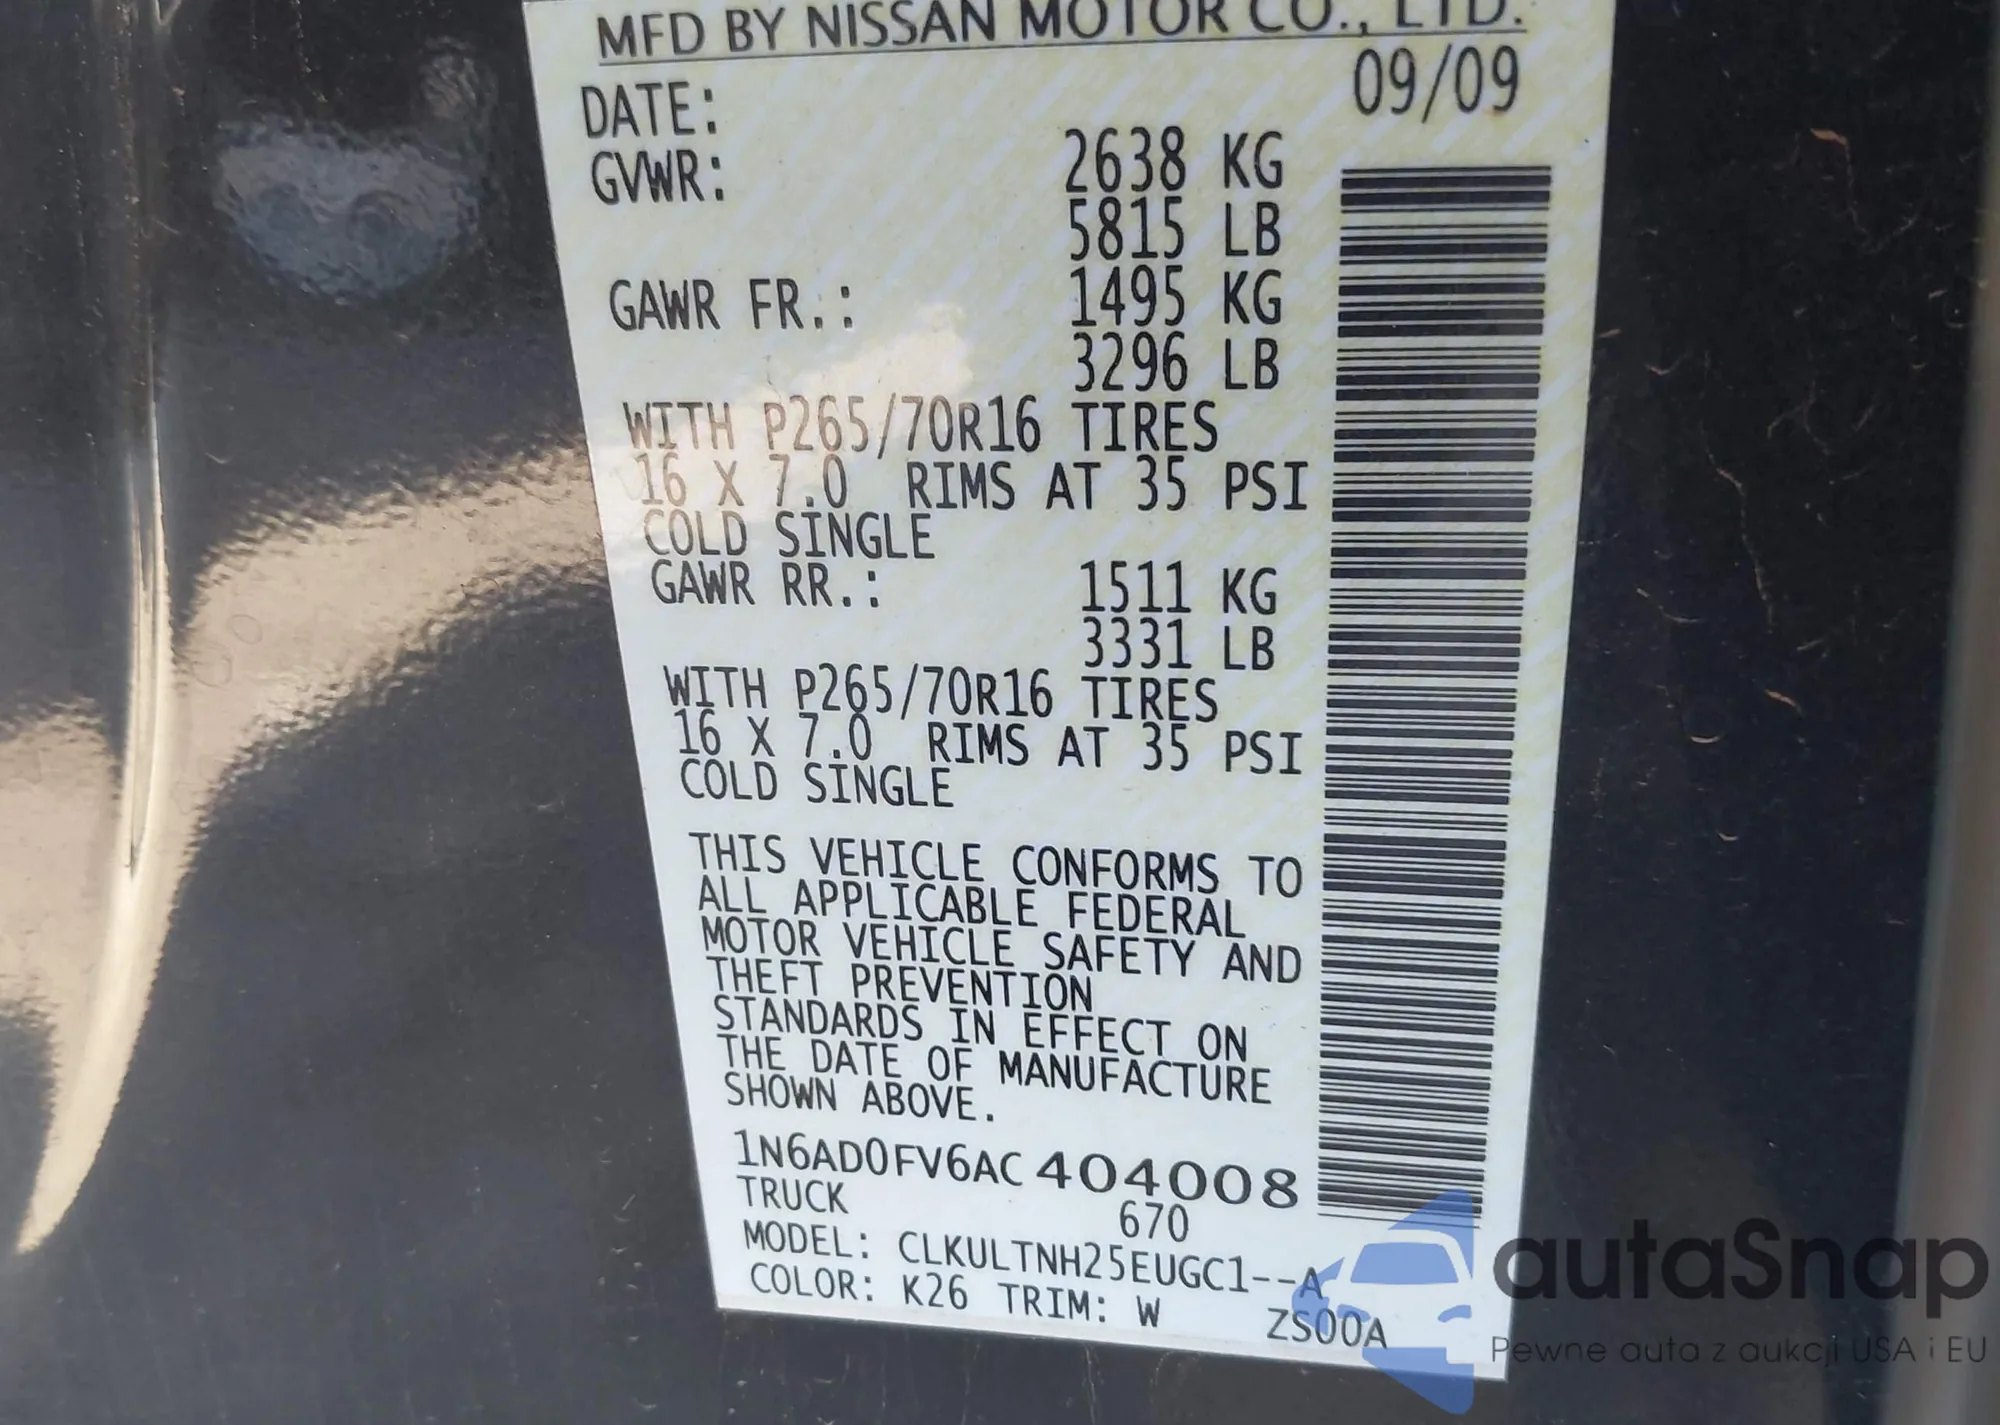 MFD BY NISSAN MOTOR CO., LTD.
DATE: 09/09
GVWR: 2638 KG
5815 LB
GAWR FR.: 1495 KG
3296 LB
WITH P265/70R16 TIRES
16 X 7.0 RIMS AT 35 PSI
COLD SINGLE
GAWR RR.: 1511 KG
3331 LB
WITH P265/70R16 TIRES
16 X 7.0 RIMS AT 35 PSI
COLD SINGLE
THIS VEHICLE CONFORMS TO
ALL APPLICABLE FEDERAL
MOTOR VEHICLE SAFETY AND
THEFT PREVENTION
STANDARDS IN EFFECT ON
THE DATE OF MANUFACTURE
SHOWN ABOVE.
1N6AD0FV6AC404008
TRUCK 670
MODEL: CLKULTNH25EUGC1--A
COLOR: K26 TRIM: W ZS00A
autaSnap
Pewne auta z aukcji USA i EU